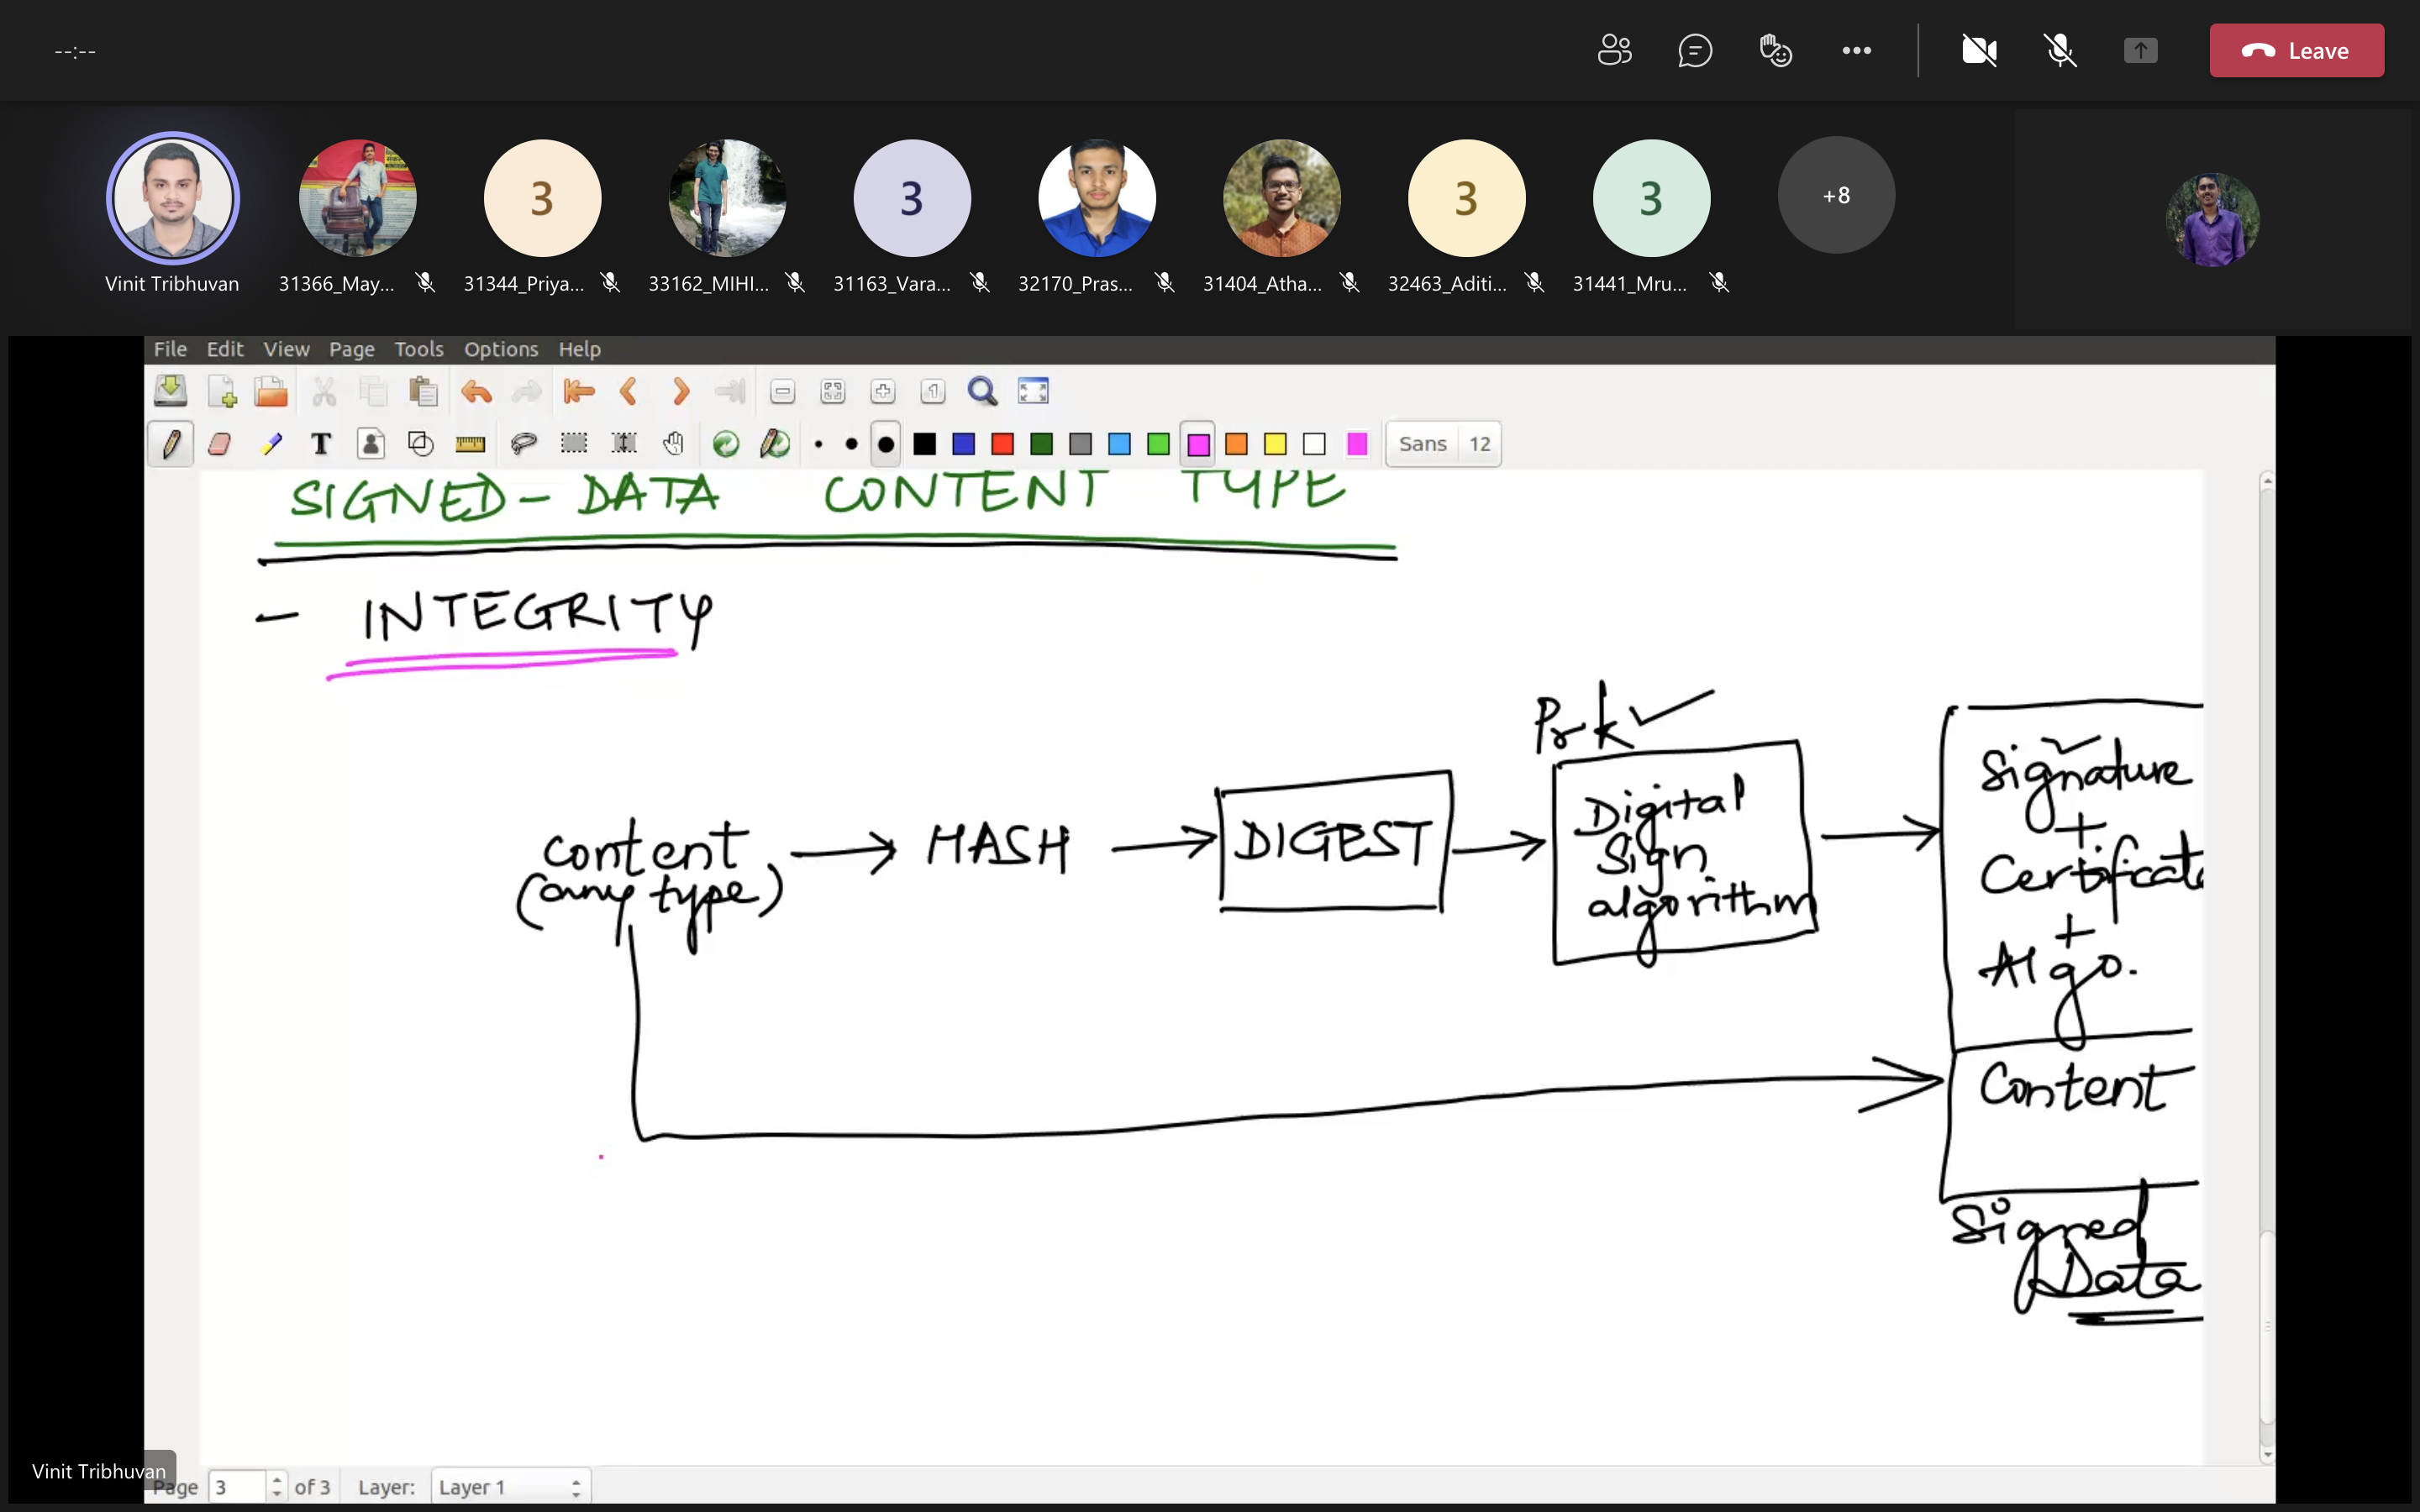 --:--
Leave
3
3
3
3
+8
Vinit Tribhuvan
31366_May...
31344_Priya...
33162_MIHI...
31163_Vara...
32170_Pras...
31404_Atha...
32463_Aditi...
31441_Mru...
File Edit View Page Tools Options Help
Sans 12
SIGNED- DATA CONTENT TYPE
- INTEGRITY
Prk
content
(any type)
HASH
DIGEST
Digital
Sign
algorithm
Signature
+
Certificate
+
Algo.
Content
Signed
Data
Vinit Tribhuvan
Page 3 of 3 Layer: Layer 1